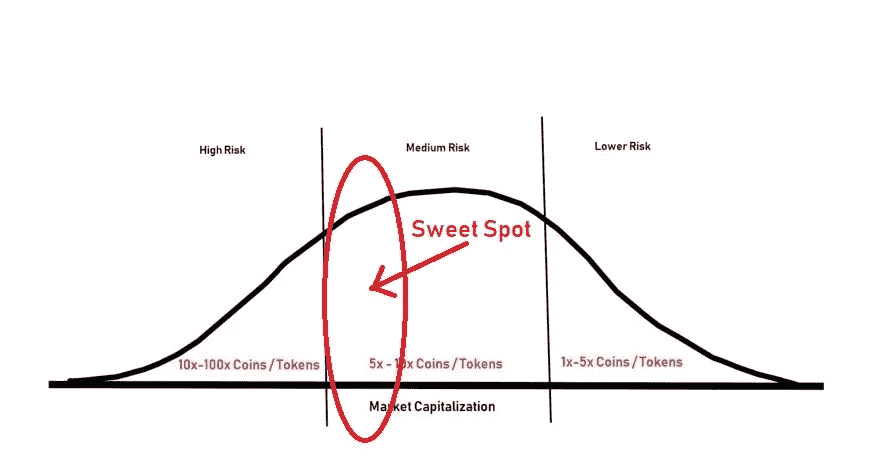 High Risk
Medium Risk
Lower Risk
Sweet Spot
10x-100x Coins/Tokens
5x - 10x Coins/Tokens
1x-5x Coins/Tokens
Market Capitalization